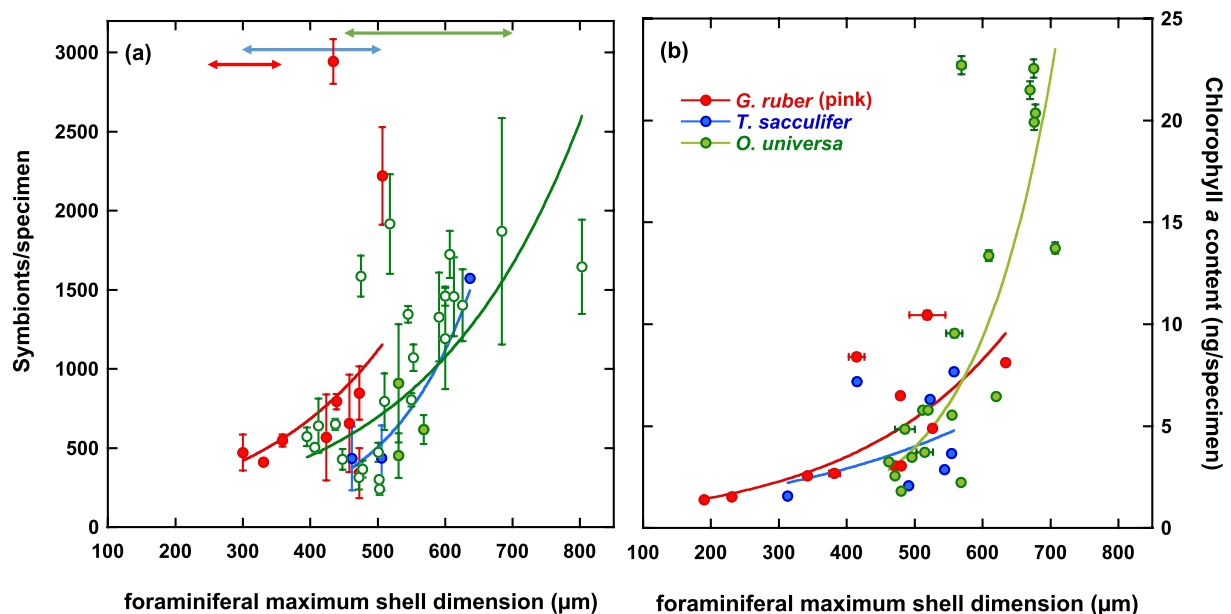 (a)
Symbionts/specimen
3000
2500
2000
1500
1000
500
0
100 200 300 400 500 600 700 800
foraminiferal maximum shell dimension (µm)
(b)
G. ruber (pink)
T. sacculifer
O. universa
25
20
15
10
5
0
Chlorophyll a content (ng/specimen)
100 200 300 400 500 600 700 800
foraminiferal maximum shell dimension (µm)